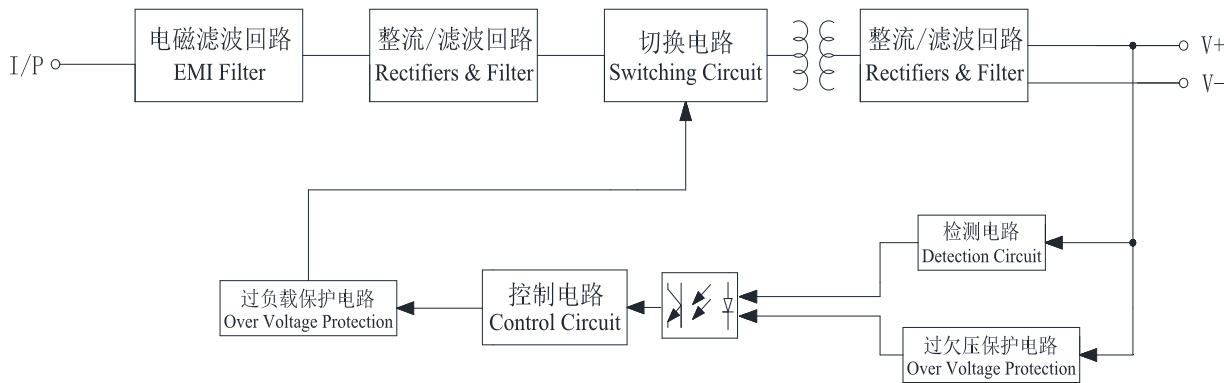 I/P
电磁滤波回路
EMI Filter
整流/滤波回路
Rectifiers & Filter
切换电路
Switching Circuit
整流/滤波回路
Rectifiers & Filter
V+
V-
检测电路
Detection Circuit
过负载保护电路
Over Voltage Protection
控制电路
Control Circuit
过欠压保护电路
Over Voltage Protection